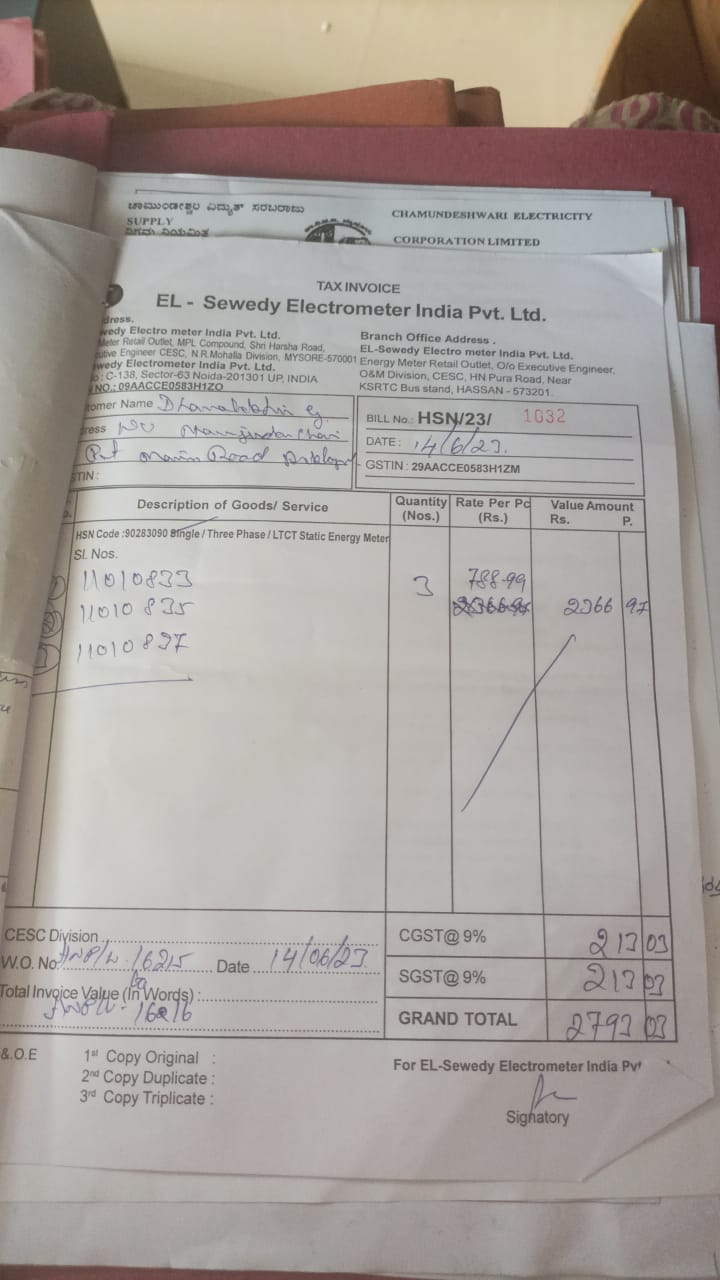 ಚಾಮುಂಡೇಶ್ವರಿ ವಿದ್ಯುತ್ ಸರಬರಾಜು
SUPPLY
ನಿಗಮ ನಿಯಮಿತ
CHAMUNDESHWARI ELECTRICITY
CORPORATION LIMITED
TAX INVOICE
EL - Sewedy Electrometer India Pvt. Ltd.
dress.
wedy Electro meter India Pvt. Ltd.
Meter Retail Outlet, MPL Compound, Shri Harsha Road,
utive Engineer CESC, N.R.Mohalla Division, MYSORE-570001
wedy Electrometer India Pvt. Ltd.
: C-138, Sector-63 Noida-201301 UP, INDIA
NO.: 09AACCE0583H1ZO
Branch Office Address .
EL-Sewedy Electro meter India Pvt. Ltd.
Energy Meter Retail Outlet, O/o Executive Engineer,
O&M Division, CESC, HN Pura Road, Near
KSRTC Bus stand, HASSAN - 573201.
tomer Name
ress
Road
STIN :
BILL No.: HSN/23/ 1032
DATE : 14/6/23.
GSTIN : 29AACCE0583H1ZM
Description of Goods/ Service
Quantity (Nos.)
Rate Per Pc (Rs.)
Value Amount
Rs. P.
HSN Code :90283090 Single / Three Phase / LTCT Static Energy Meter
Sl. Nos.
11010833 3 788-99
11010835 2366 97
11010837
CESC Division
W.O. No. 16215 Date 14/06/23
Total Invoice Value (In Words) :
16216
CGST@ 9% 213 03
SGST@ 9% 213 03
GRAND TOTAL 2793 03
&.O.E
1st Copy Original :
2nd Copy Duplicate :
3rd Copy Triplicate :
For EL-Sewedy Electrometer India Pvt
Signatory